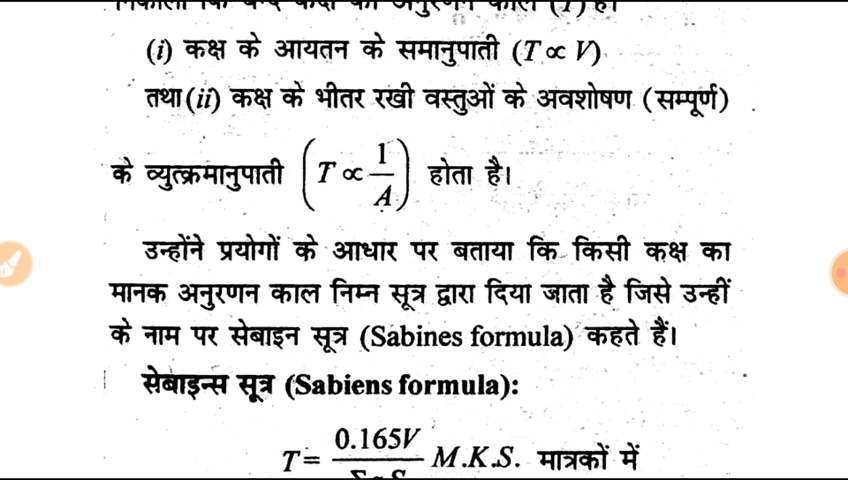 (i) कक्ष के आयतन के समानुपाती (T ∝ V)
तथा (ii) कक्ष के भीतर रखी वस्तुओं के अवशोषण (सम्पूर्ण)
के व्युत्क्रमानुपाती (T ∝ 1/A) होता है।
उन्होंने प्रयोगों के आधार पर बताया कि किसी कक्ष का
मानक अनुरणन काल निम्न सूत्र द्वारा दिया जाता है जिसे उन्हीं
के नाम पर सेबाइन सूत्र (Sabines formula) कहते हैं।
सेबाइन्स सूत्र (Sabiens formula):
T = 0.165V / M.K.S. मात्रकों में